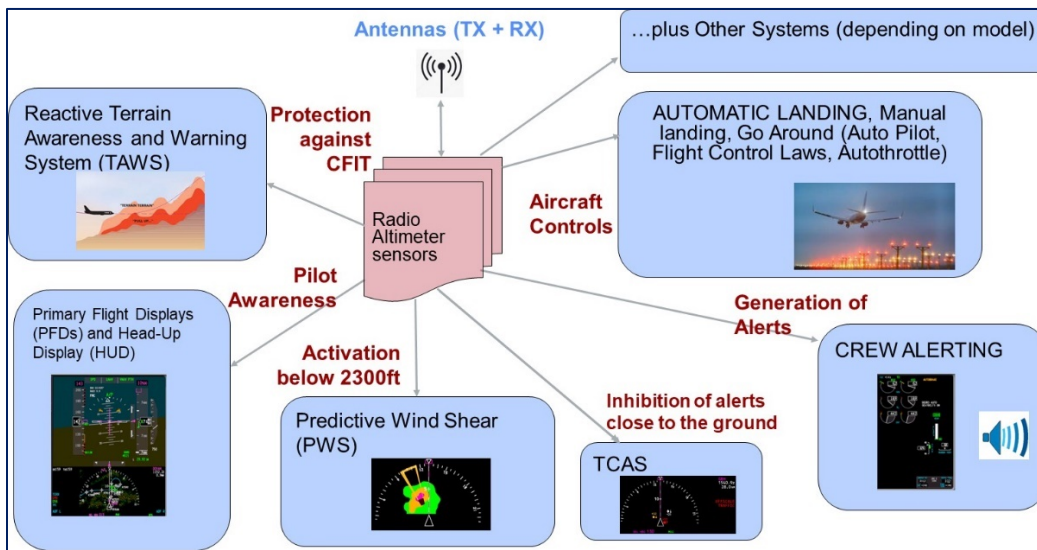 Antennas (TX + RX)
…plus Other Systems (depending on model)
Reactive Terrain
Awareness and Warning
System (TAWS)
Protection
against
CFIT
AUTOMATIC LANDING, Manual
landing, Go Around (Auto Pilot,
Flight Control Laws, Autothrottle)
Radio
Altimeter
sensors
Aircraft
Controls
Pilot
Awareness
Primary Flight Displays
(PFDs) and Head-Up
Display (HUD)
Activation
below 2300ft
Predictive Wind Shear
(PWS)
Inhibition of alerts
close to the ground
TCAS
Generation of
Alerts
CREW ALERTING